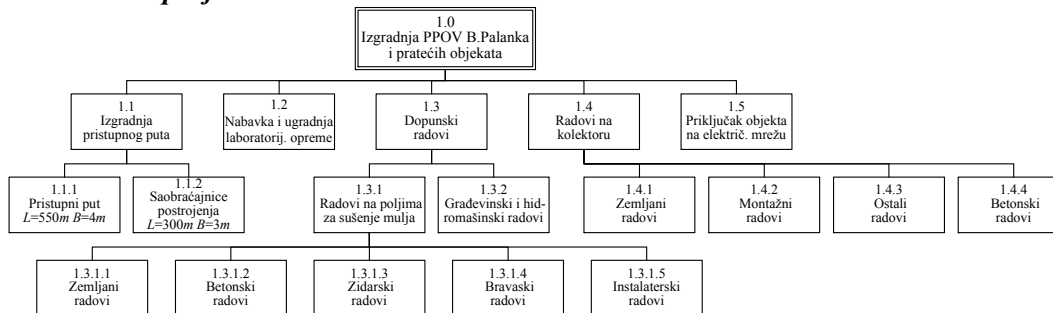 1.0
Izgradnja PPOV B.Palanka
i pratećih objekata
1.1
Izgradnja
pristupnog puta
1.2
Nabavka i ugradnja
laboratorij. opreme
1.3
Dopunski
radovi
1.4
Radovi na
kolektoru
1.5
Priključak objekta
na električ. mrežu
1.1.1
Pristupni put
L=550m B=4m
1.1.2
Saobraćajnice
postrojenja
L=300m B=3m
1.3.1
Radovi na poljima
za sušenje mulja
1.3.2
Građevinski i hid-
romašinski radovi
1.4.1
Zemljani
radovi
1.4.2
Montažni
radovi
1.4.3
Ostali
radovi
1.4.4
Betonski
radovi
1.3.1.1
Zemljani
radovi
1.3.1.2
Betonski
radovi
1.3.1.3
Zidarski
radovi
1.3.1.4
Bravaski
radovi
1.3.1.5
Instalaterski
radovi